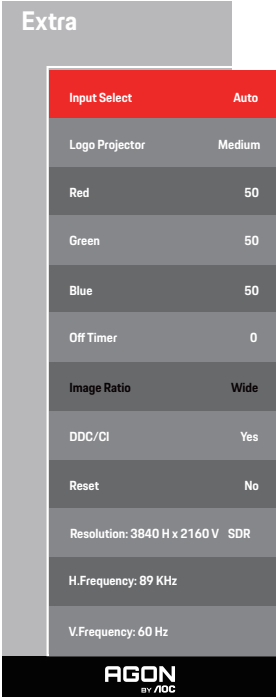 Extra
Input Select Auto
Logo Projector Medium
Red 50
Green 50
Blue 50
Off Timer 0
Image Ratio Wide
DDC/CI Yes
Reset No
Resolution: 3840 H x 2160 V SDR
H.Frequency: 89 KHz
V.Frequency: 60 Hz
AGON
BY AOC